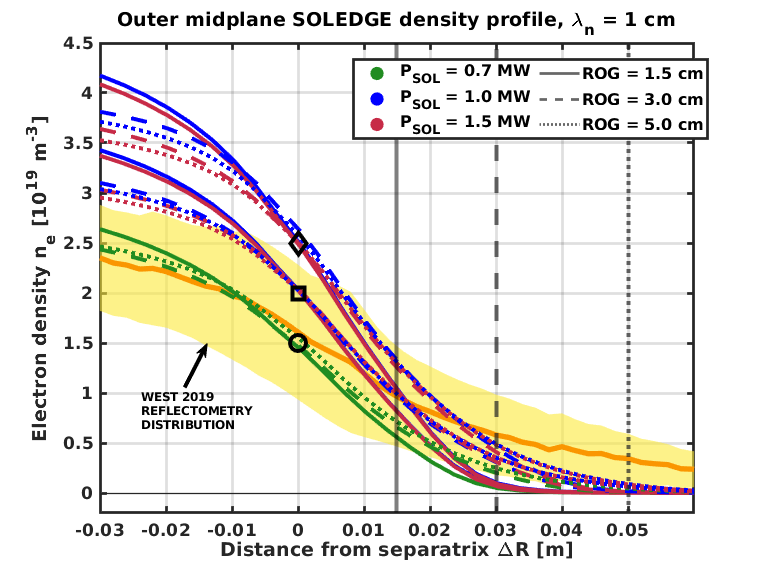 Outer midplane SOLEDGE density profile, λn = 1 cm
PSOL = 0.7 MW
ROG = 1.5 cm
PSOL = 1.0 MW
ROG = 3.0 cm
PSOL = 1.5 MW
ROG = 5.0 cm
Electron density ne [10^19 m^-3]
4.5
4
3.5
3
2.5
2
1.5
1
0.5
0
WEST 2019
REFLECTOMETRY
DISTRIBUTION
-0.03 -0.02 -0.01 0 0.01 0.02 0.03 0.04 0.05
Distance from separatrix ΔR [m]